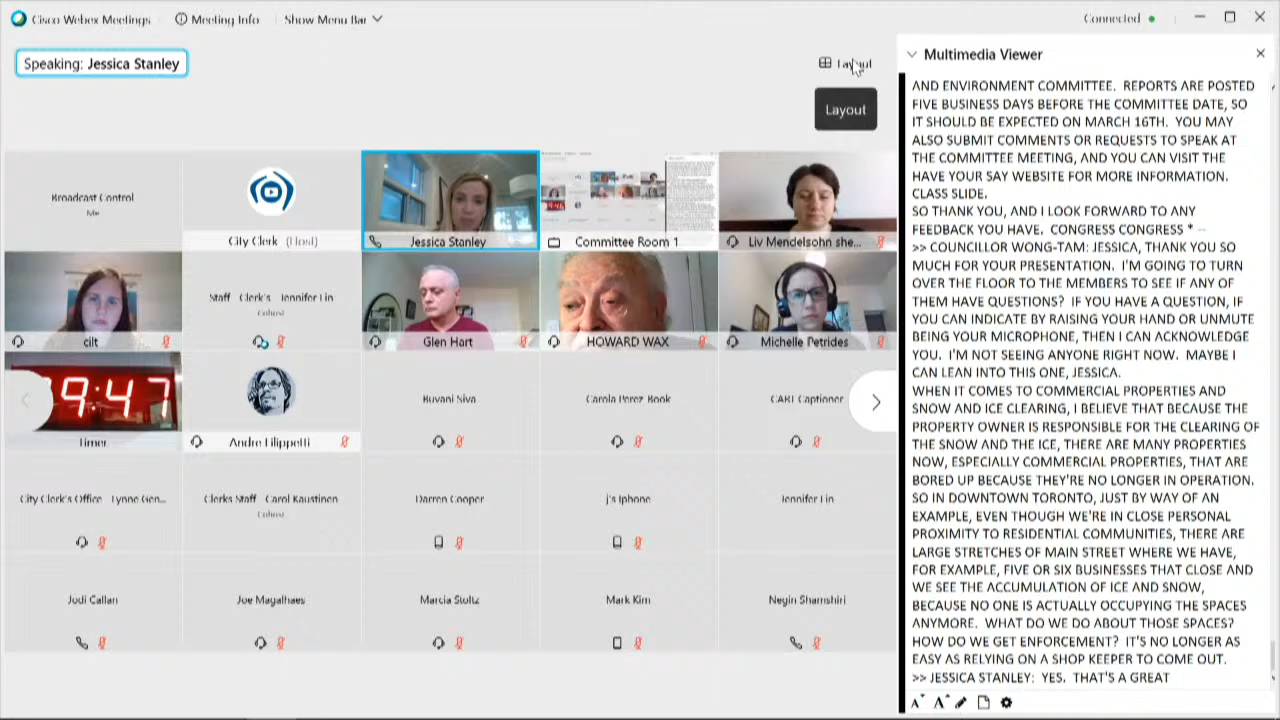 Cisco Webex Meetings
Meeting Info
Show Menu Bar
Connected
Speaking: Jessica Stanley
Layout
Layout
Multimedia Viewer
Broadcast Control
Me
City Clerk (Host)
Jessica Stanley
Committee Room 1
Liv Mendelsohn she...
cilt
Staff Clerk's Jennifer Lin
Cohost
Glen Hart
HOWARD WAX
Michelle Petrides
9:47
Timer
Andre Filippetti
Buvani Siva
Carola Perez Book
CART Captioner
City Clerk's Office Lynne Gen...
Clerks Staff Carol Kaustinen
Cohost
Darren Cooper
j's Iphone
Jennifer Lin
Jodi Callan
Joe Magalhaes
Marcia Stoltz
Mark Kim
Negin Shamshiri
AND ENVIRONMENT COMMITTEE. REPORTS ARE POSTED
FIVE BUSINESS DAYS BEFORE THE COMMITTEE DATE, SO
IT SHOULD BE EXPECTED ON MARCH 16TH. YOU MAY
ALSO SUBMIT COMMENTS OR REQUESTS TO SPEAK AT
THE COMMITTEE MEETING, AND YOU CAN VISIT THE
HAVE YOUR SAY WEBSITE FOR MORE INFORMATION.
CLASS SLIDE.
SO THANK YOU, AND I LOOK FORWARD TO ANY
FEEDBACK YOU HAVE. CONGRESS CONGRESS * --
>> COUNCILLOR WONG-TAM: JESSICA, THANK YOU SO
MUCH FOR YOUR PRESENTATION. I'M GOING TO TURN
OVER THE FLOOR TO THE MEMBERS TO SEE IF ANY OF
THEM HAVE QUESTIONS? IF YOU HAVE A QUESTION, IF
YOU CAN INDICATE BY RAISING YOUR HAND OR UNMUTE
BEING YOUR MICROPHONE, THEN I CAN ACKNOWLEDGE
YOU. I'M NOT SEEING ANYONE RIGHT NOW. MAYBE I
CAN LEAN INTO THIS ONE, JESSICA.
WHEN IT COMES TO COMMERCIAL PROPERTIES AND
SNOW AND ICE CLEARING, I BELIEVE THAT BECAUSE THE
PROPERTY OWNER IS RESPONSIBLE FOR THE CLEARING OF
THE SNOW AND THE ICE, THERE ARE MANY PROPERTIES
NOW, ESPECIALLY COMMERCIAL PROPERTIES, THAT ARE
BORED UP BECAUSE THEY'RE NO LONGER IN OPERATION.
SO IN DOWNTOWN TORONTO, JUST BY WAY OF AN
EXAMPLE, EVEN THOUGH WE'RE IN CLOSE PERSONAL
PROXIMITY TO RESIDENTIAL COMMUNITIES, THERE ARE
LARGE STRETCHES OF MAIN STREET WHERE WE HAVE,
FOR EXAMPLE, FIVE OR SIX BUSINESSES THAT CLOSE AND
WE SEE THE ACCUMULATION OF ICE AND SNOW,
BECAUSE NO ONE IS ACTUALLY OCCUPYING THE SPACES
ANYMORE. WHAT DO WE DO ABOUT THOSE SPACES?
HOW DO WE GET ENFORCEMENT? IT'S NO LONGER AS
EASY AS RELYING ON A SHOP KEEPER TO COME OUT.
>> JESSICA STANLEY: YES. THAT'S A GREAT